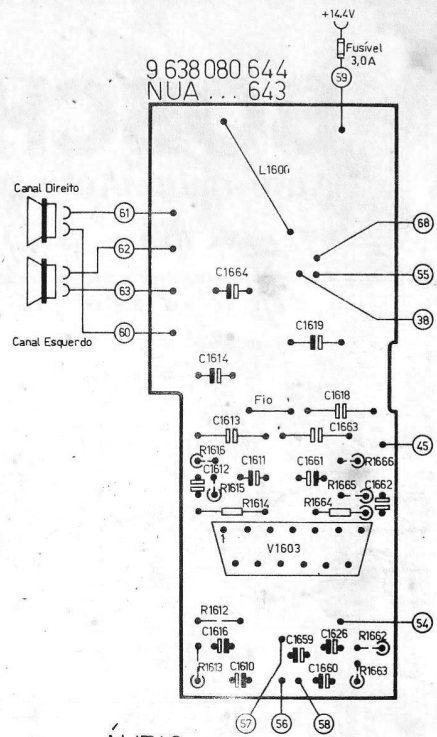 +14,4V
Fusível
3,0A
59
9 638 080 644
NUA ... 643
L1600
Canal Direito
61
62
63
60
Canal Esquerdo
68
55
38
C1664
C1619
C1614
Fio
C1618
C1613
C1663
45
R1616
C1612
C1611
C1661
R1666
R1615
R1665
C1662
R1614
R1664
1
V1603
R1612
54
C1616
C1659
C1626
R1662
R1613
C1610
C1660
R1663
57
56
58